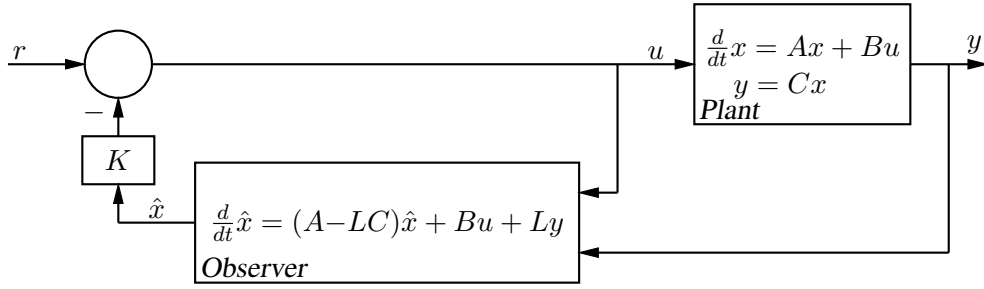 r
u
d/dt x = Ax + Bu
y = Cx
Plant
y
−
K
x̂
d/dt x̂ = (A−LC)x̂ + Bu + Ly
Observer